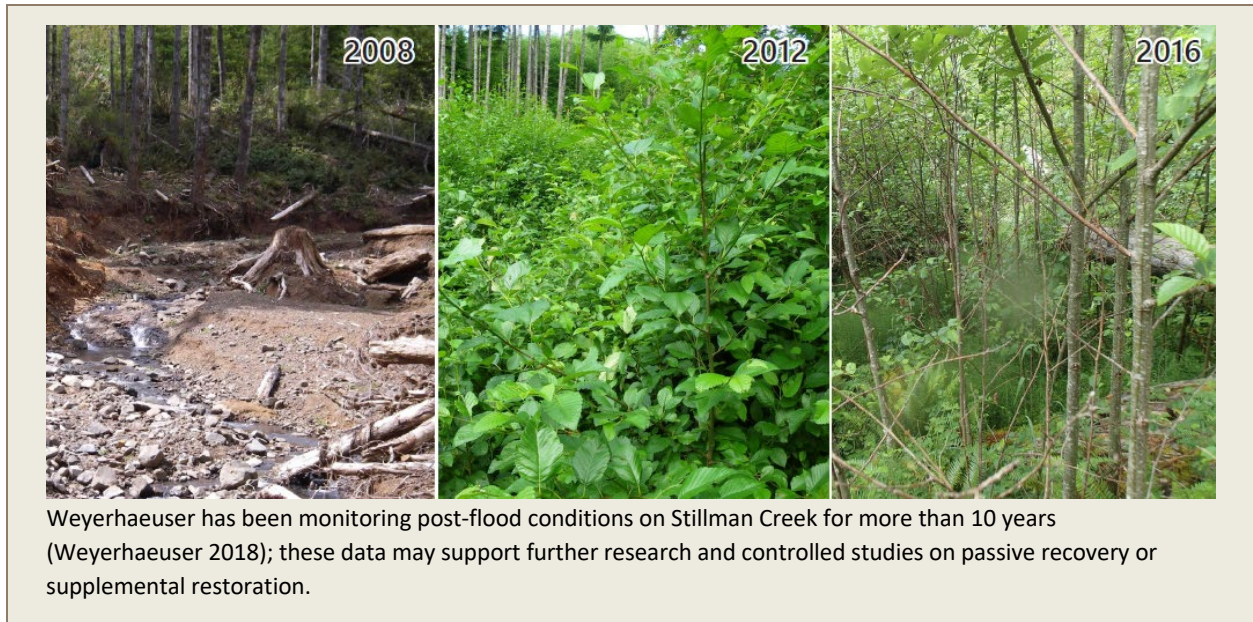 2008
2012
2016
Weyerhaeuser has been monitoring post-flood conditions on Stillman Creek for more than 10 years
(Weyerhaeuser 2018); these data may support further research and controlled studies on passive recovery or
supplemental restoration.